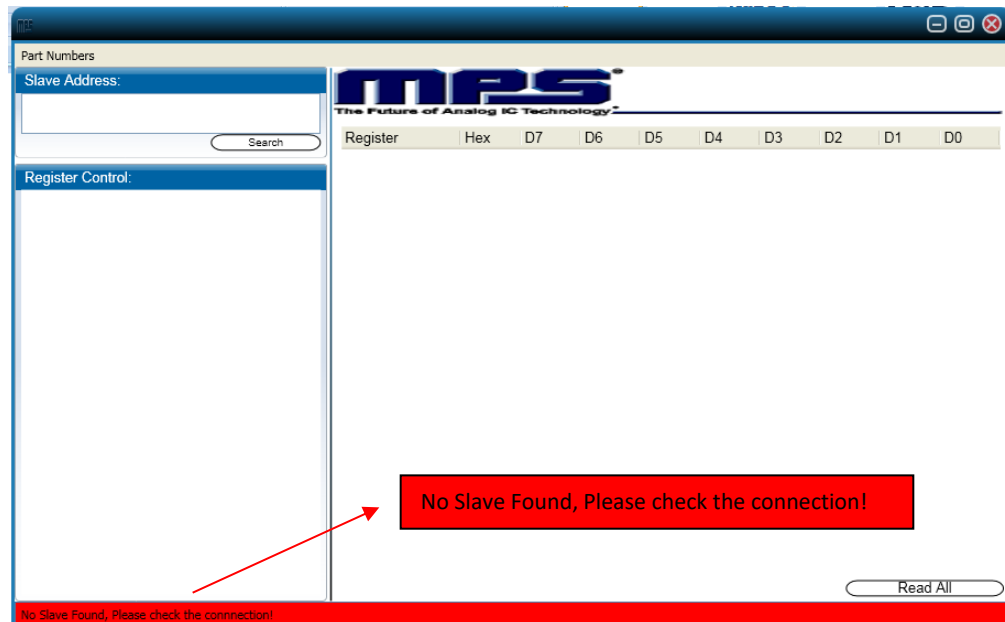 mps
Part Numbers
Slave Address:
Search
Register Control:
mps
The Future of Analog IC Technology
Register Hex D7 D6 D5 D4 D3 D2 D1 D0
No Slave Found, Please check the connection!
Read All
No Slave Found, Please check the connnection!